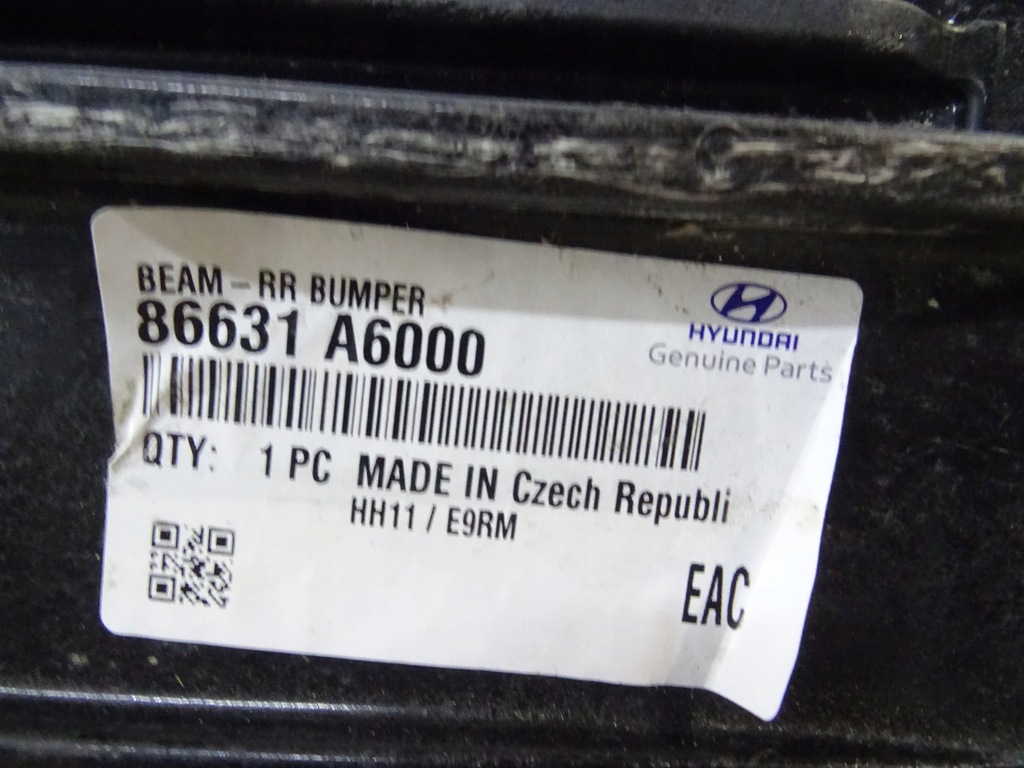 BEAM - RR BUMPER
86631 A6000
HYUNDAI
Genuine Parts
QTY: 1 PC MADE IN Czech Republi
HH11 / E9RM
EAC